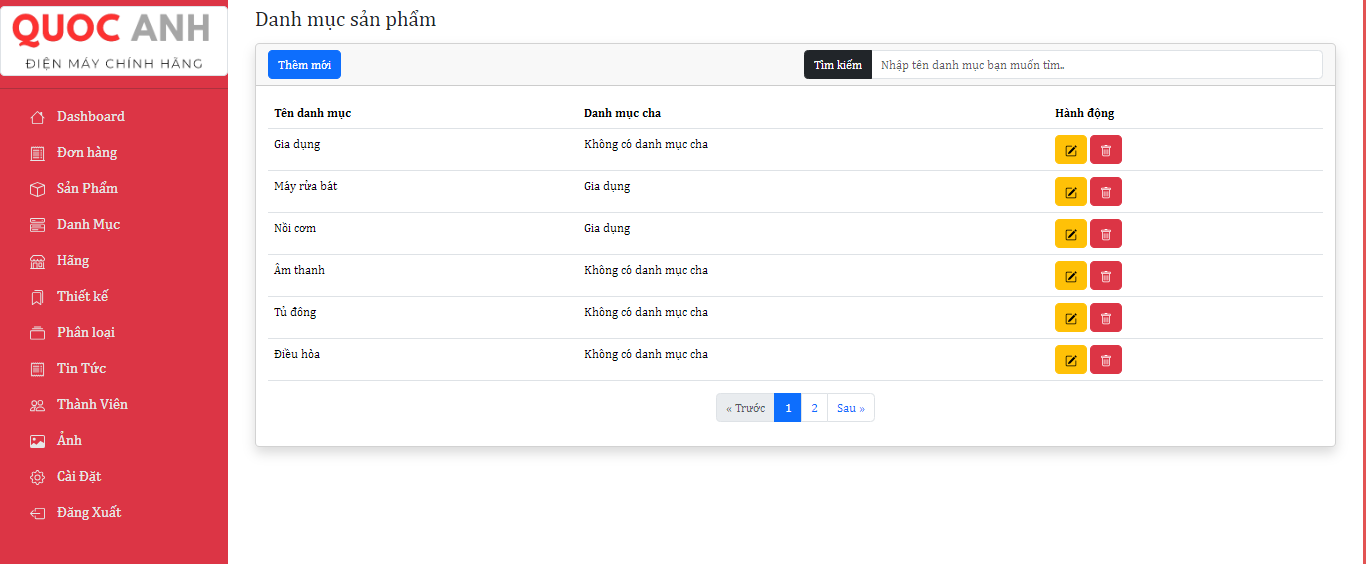 QUOC ANH
ĐIỆN MÁY CHÍNH HÃNG
Dashboard
Đơn hàng
Sản Phẩm
Danh Mục
Hãng
Thiết kế
Phân loại
Tin Tức
Thành Viên
Ảnh
Cài Đặt
Đăng Xuất
Danh mục sản phẩm
Thêm mới
Tìm kiếm Nhập tên danh mục bạn muốn tìm..
Tên danh mục Danh mục cha Hành động
Gia dụng Không có danh mục cha
Máy rửa bát Gia dụng
Nồi cơm Gia dụng
Âm thanh Không có danh mục cha
Tủ đông Không có danh mục cha
Điều hòa Không có danh mục cha
« Trước 1 2 Sau »